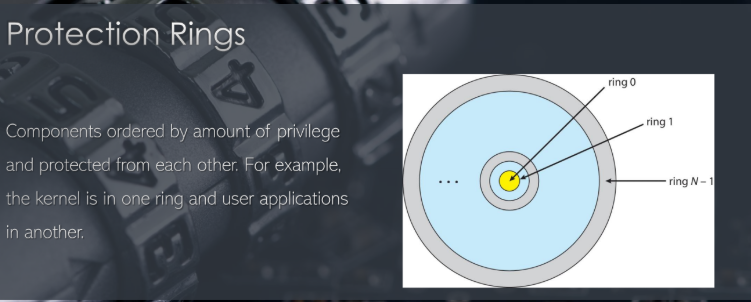 Protection Rings
Components ordered by amount of privilege
and protected from each other. For example,
the kernel is in one ring and user applications
in another.
ring 0
ring 1
• • •
ring N – 1